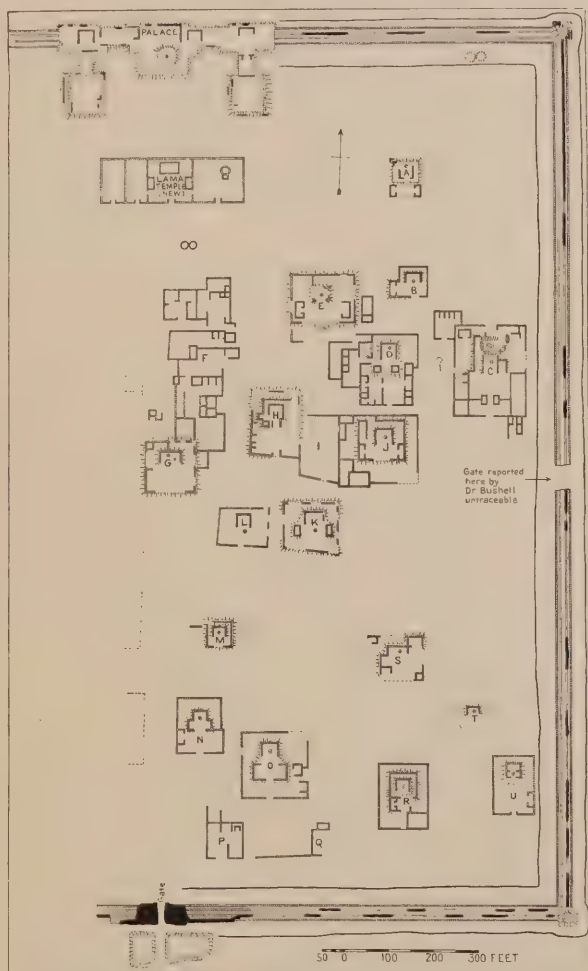 PALACE
LAMA
TEMPLE
(NEW)
A
B
E
D
C
F
H
I
J
G
Gate reported
here by
Dr Bushell
untraceable
L
K
M
S
T
N
O
R
U
P
Q
Gate
50 0 100 200 300 FEET